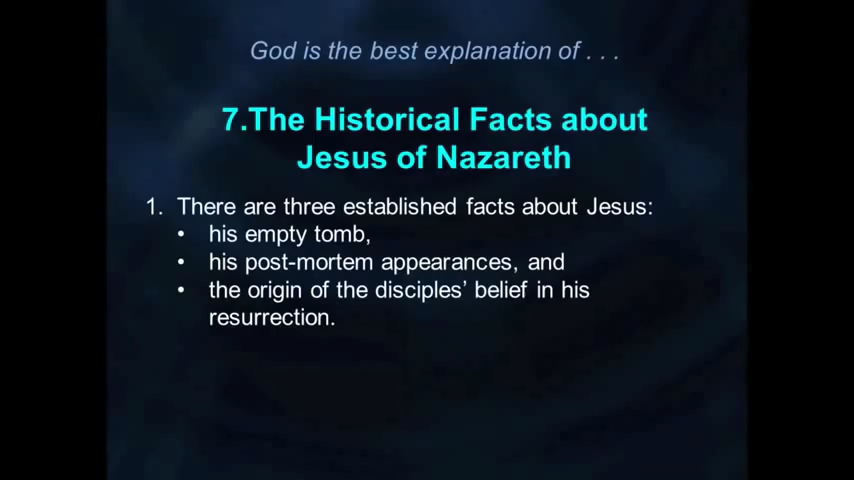 God is the best explanation of . . .
7.The Historical Facts about
Jesus of Nazareth
1. There are three established facts about Jesus:
• his empty tomb,
• his post-mortem appearances, and
• the origin of the disciples’ belief in his
resurrection.